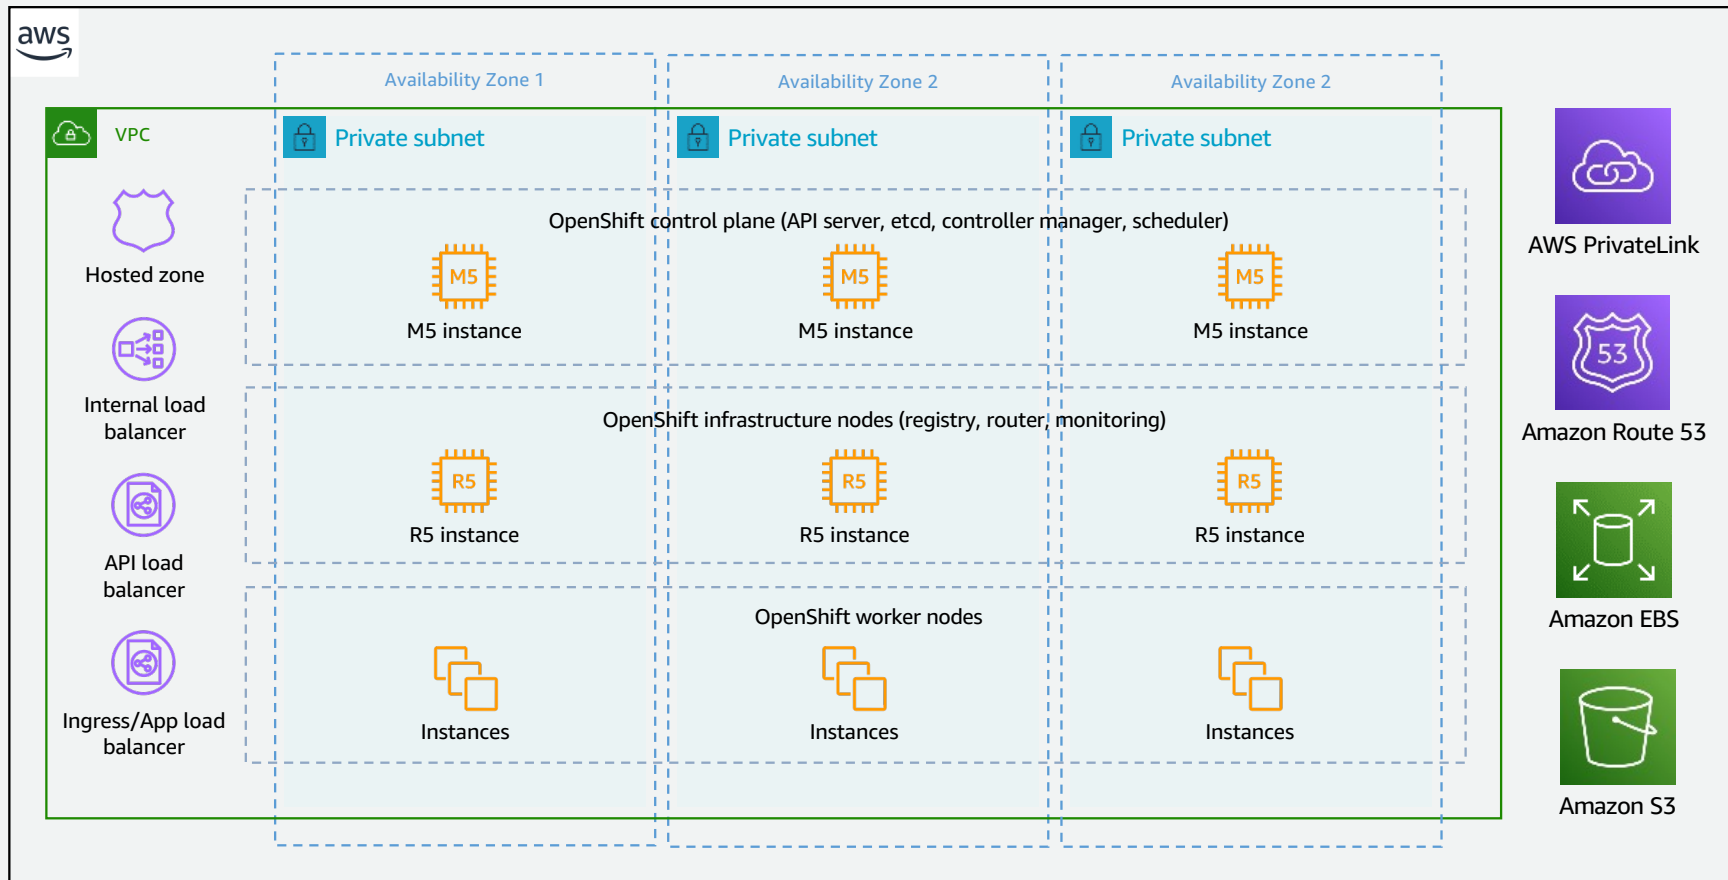 aws
Availability Zone 1
Availability Zone 2
Availability Zone 2
VPC
Private subnet
Private subnet
Private subnet
Hosted zone
Internal load
balancer
API load
balancer
Ingress/App load
balancer
OpenShift control plane (API server, etcd, controller manager, scheduler)
M5
M5
M5
M5 instance
M5 instance
M5 instance
OpenShift infrastructure nodes (registry, router, monitoring)
R5
R5
R5
R5 instance
R5 instance
R5 instance
OpenShift worker nodes
Instances
Instances
Instances
AWS PrivateLink
53
Amazon Route 53
Amazon EBS
Amazon S3